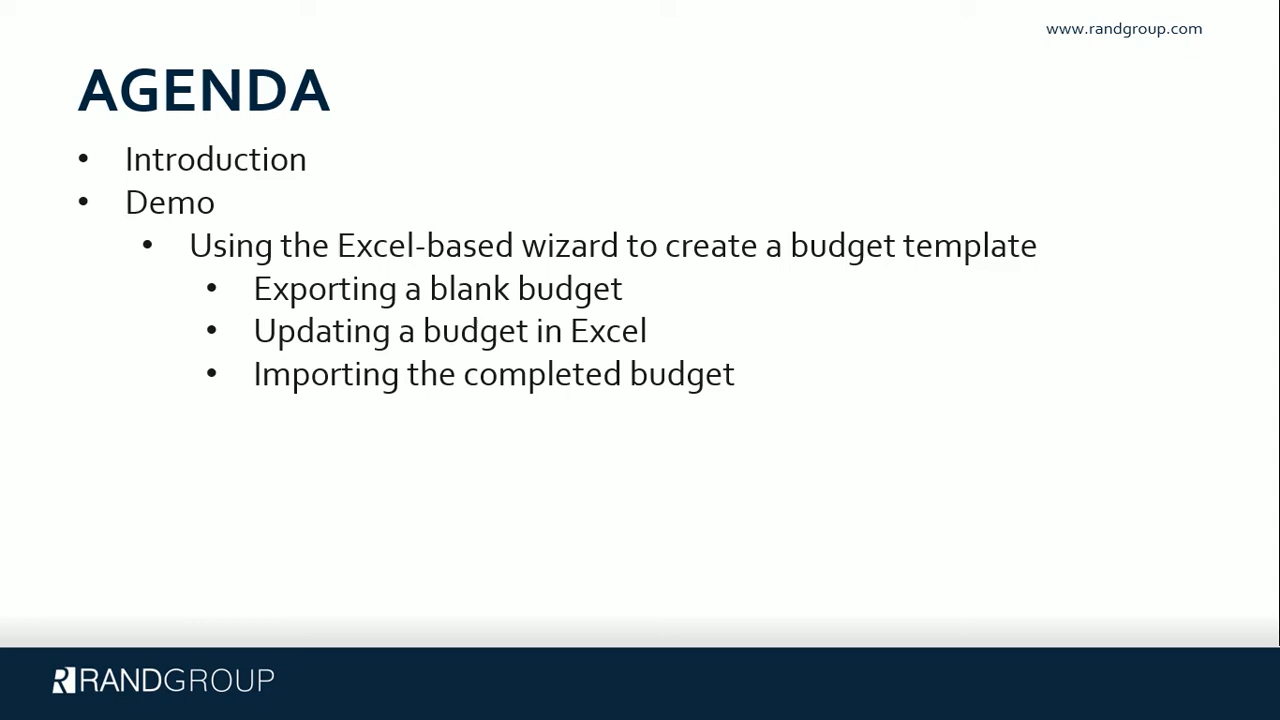 www.randgroup.com
AGENDA
• Introduction
• Demo
• Using the Excel-based wizard to create a budget template
• Exporting a blank budget
• Updating a budget in Excel
• Importing the completed budget
RANDGROUP